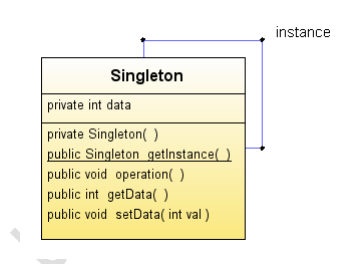 instance
Singleton
private int data
private Singleton( )
public Singleton getInstance( )
public void operation( )
public int getData( )
public void setData( int val )